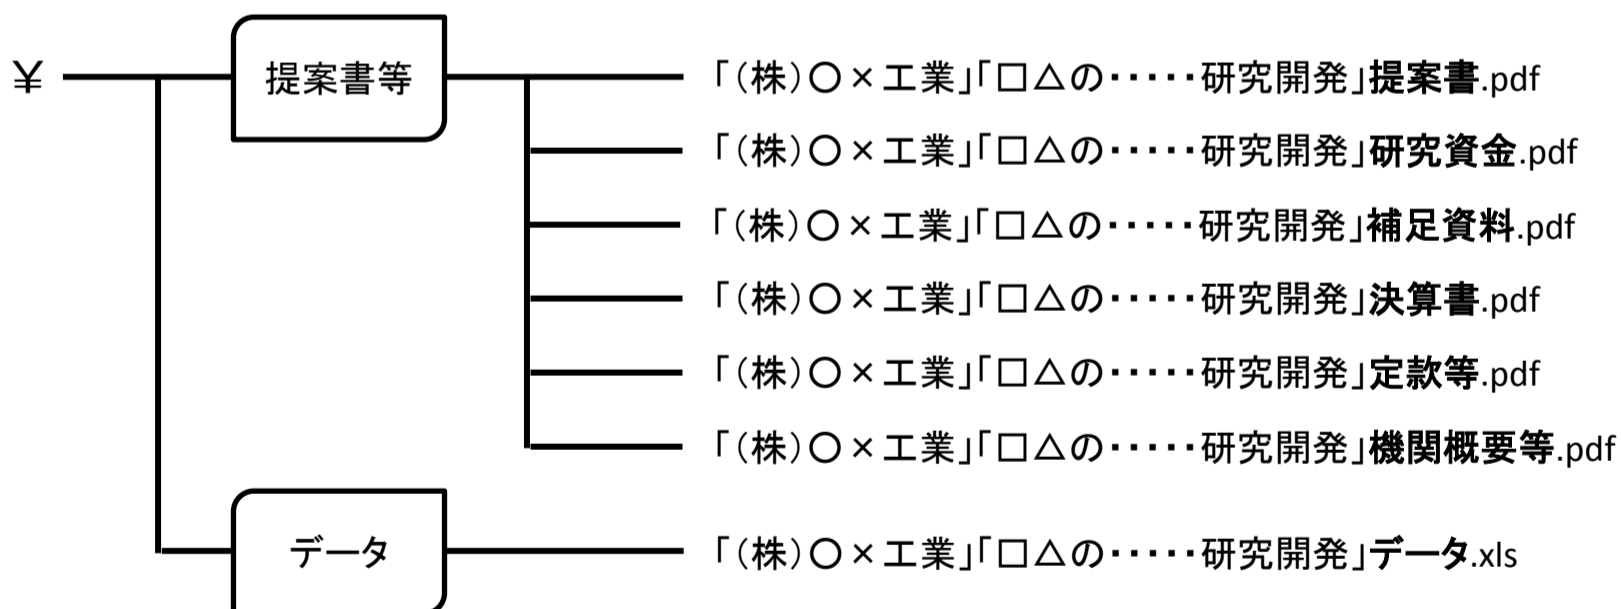 ¥
提案書等
「(株)〇×工業」「□△の・・・・・研究開発」提案書.pdf
「(株)〇×工業」「□△の・・・・・研究開発」研究資金.pdf
「(株)〇×工業」「□△の・・・・・研究開発」補足資料.pdf
「(株)〇×工業」「□△の・・・・・研究開発」決算書.pdf
「(株)〇×工業」「□△の・・・・・研究開発」定款等.pdf
「(株)〇×工業」「□△の・・・・・研究開発」機関概要等.pdf
データ
「(株)〇×工業」「□△の・・・・・研究開発」データ.xls